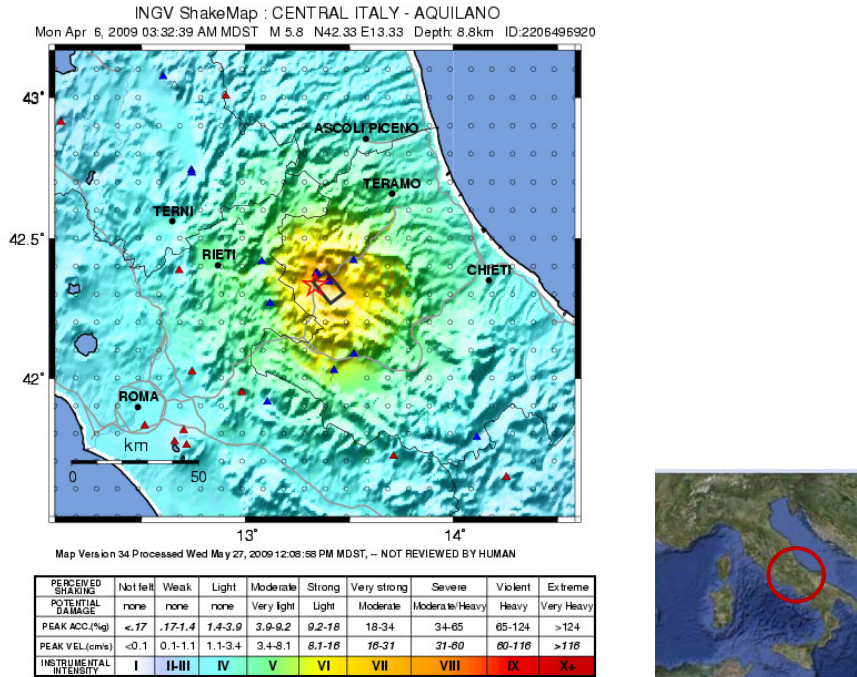 INGV ShakeMap : CENTRAL ITALY - AQUILANO
Mon Apr 6, 2009 03:32:39 AM MDST M 5.8 N42.33 E13.33 Depth: 8.8km ID:2206496920
43°
ASCOLI PICENO
TERAMO
TERNI
42.5°
RIETI
CHIETI
42°
ROMA
km
0 50
13° 14°
Map Version 34 Processed Wed May 27, 2009 12:08:58 PM MDST, -- NOT REVIEWED BY HUMAN
PERCEIVED SHAKING Not felt Weak Light Moderate Strong Very strong Severe Violent Extreme
POTENTIAL DAMAGE none none none Very light Light Moderate Moderate/Heavy Heavy Very Heavy
PEAK ACC.(%g) <.17 .17-1.4 1.4-3.9 3.9-9.2 9.2-18 18-34 34-65 65-124 >124
PEAK VEL.(cm/s) <0.1 0.1-1.1 1.1-3.4 3.4-8.1 8.1-16 16-31 31-60 60-116 >116
INSTRUMENTAL INTENSITY I II-III IV V VI VII VIII IX X+